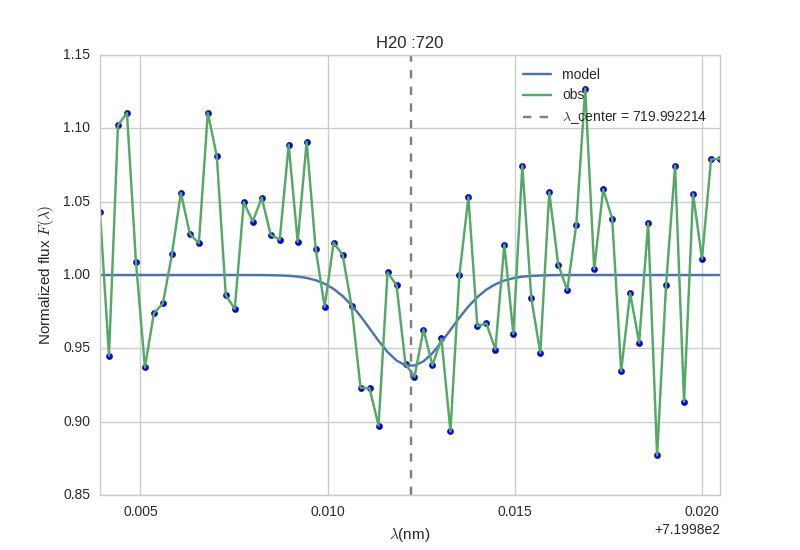 H20 :720
1.15
1.10
1.05
1.00
0.95
0.90
0.85
Normalized flux F(λ)
model
obs
λ_center = 719.992214
0.005
0.010
0.015
0.020
λ(nm)
+7.1998e2